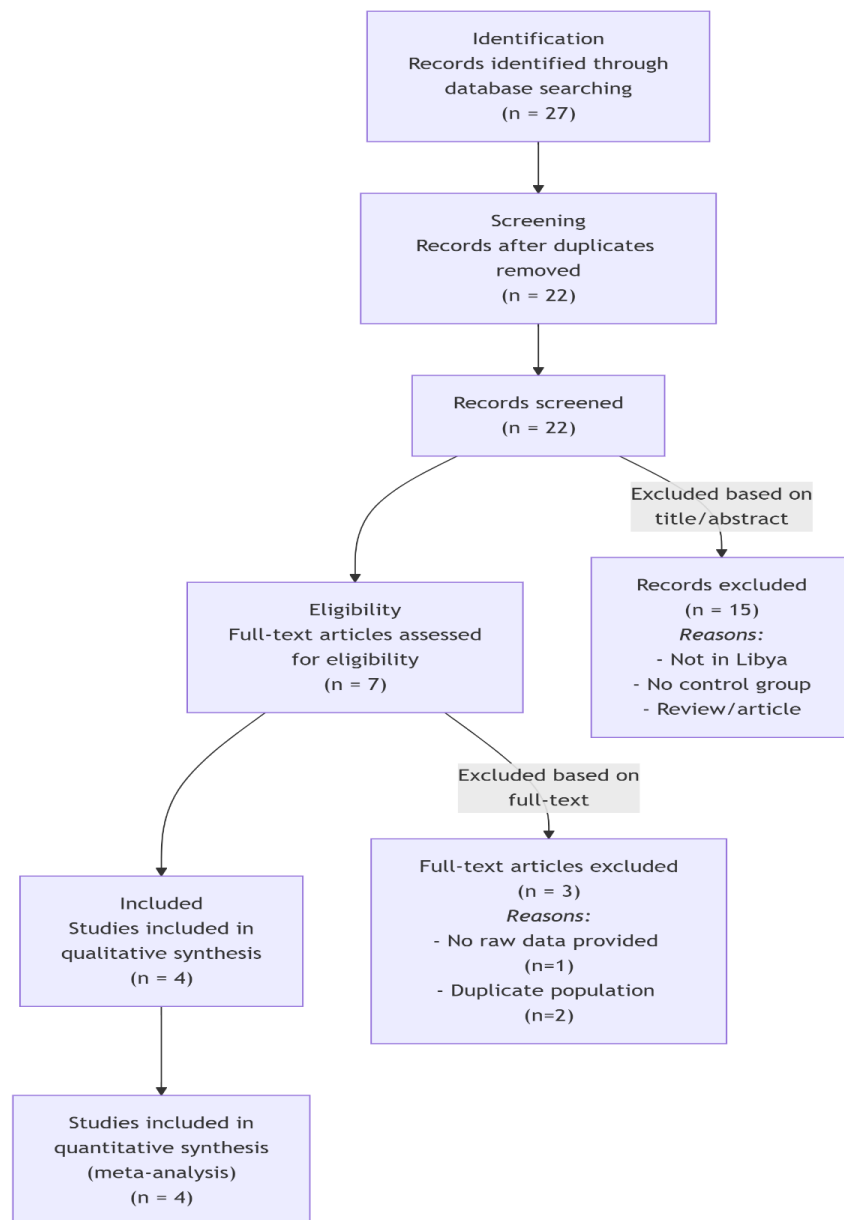 Identification
Records identified through
database searching
(n = 27)
Screening
Records after duplicates
removed
(n = 22)
Records screened
(n = 22)
Excluded based on
title/abstract
Records excluded
(n = 15)
Reasons:
- Not in Libya
- No control group
- Review/article
Eligibility
Full-text articles assessed
for eligibility
(n = 7)
Excluded based on
full-text
Full-text articles excluded
(n = 3)
Reasons:
- No raw data provided
(n=1)
- Duplicate population
(n=2)
Included
Studies included in
qualitative synthesis
(n = 4)
Studies included in
quantitative synthesis
(meta-analysis)
(n = 4)